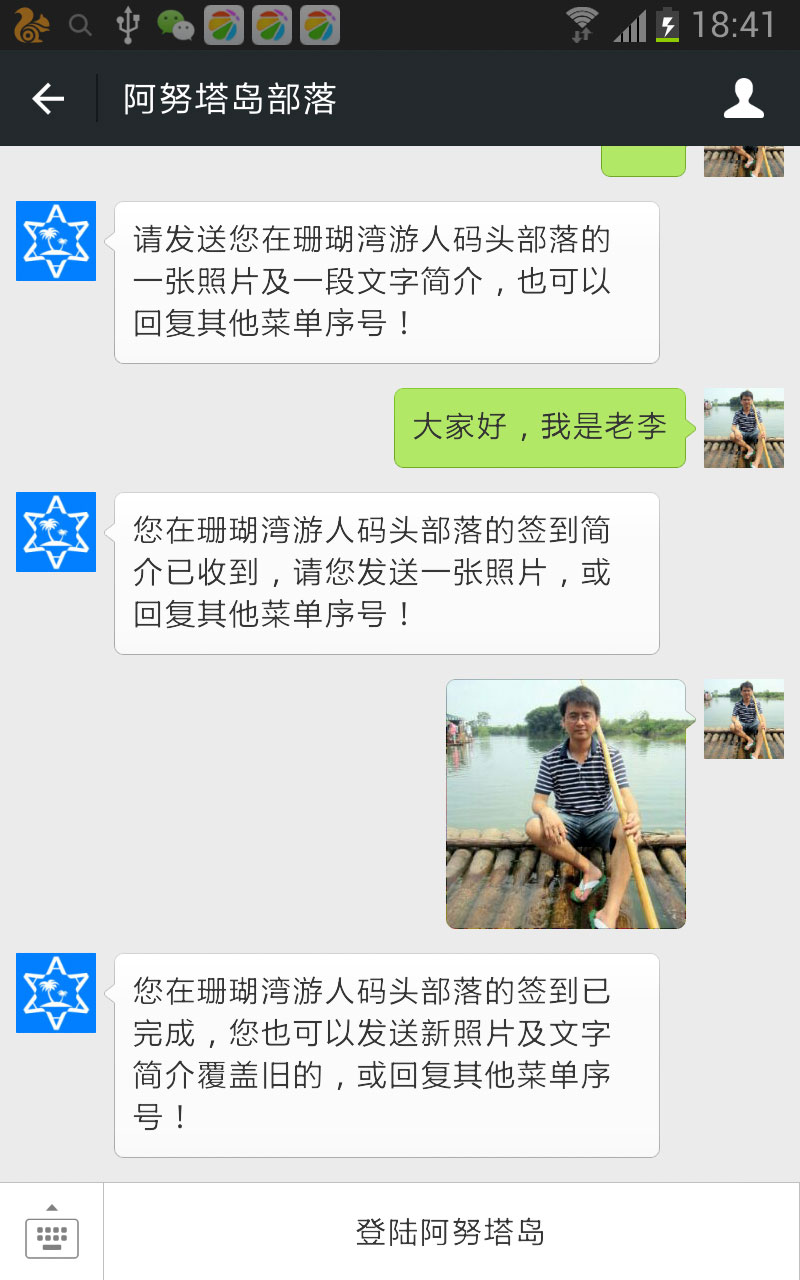 18:41
阿努塔岛部落
请发送您在珊瑚湾游人码头部落的
一张照片及一段文字简介，也可以
回复其他菜单序号！
大家好，我是老李
您在珊瑚湾游人码头部落的签到简
介已收到，请您发送一张照片，或
回复其他菜单序号！
您在珊瑚湾游人码头部落的签到已
完成，您也可以发送新照片及文字
简介覆盖旧的，或回复其他菜单序
号！
登陆阿努塔岛